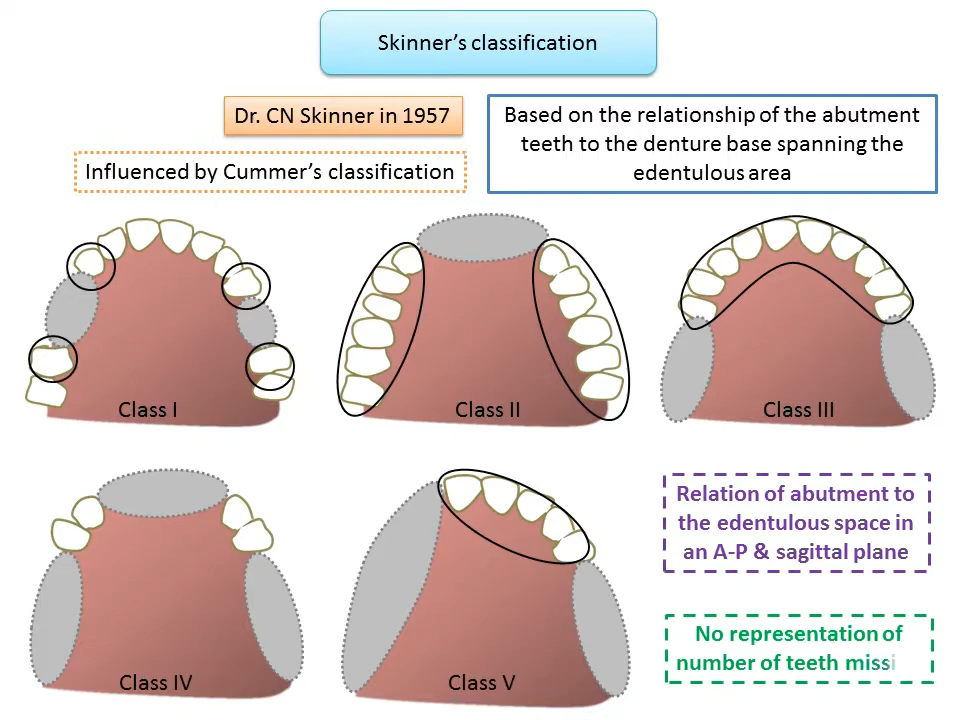 Skinner's classification
Dr. CN Skinner in 1957
Influenced by Cummer's classification
Based on the relationship of the abutment
teeth to the denture base spanning the
edentulous area
Class I
Class II
Class III
Class IV
Class V
Relation of abutment to
the edentulous space in
an A-P & sagittal plane
No representation of
number of teeth missi